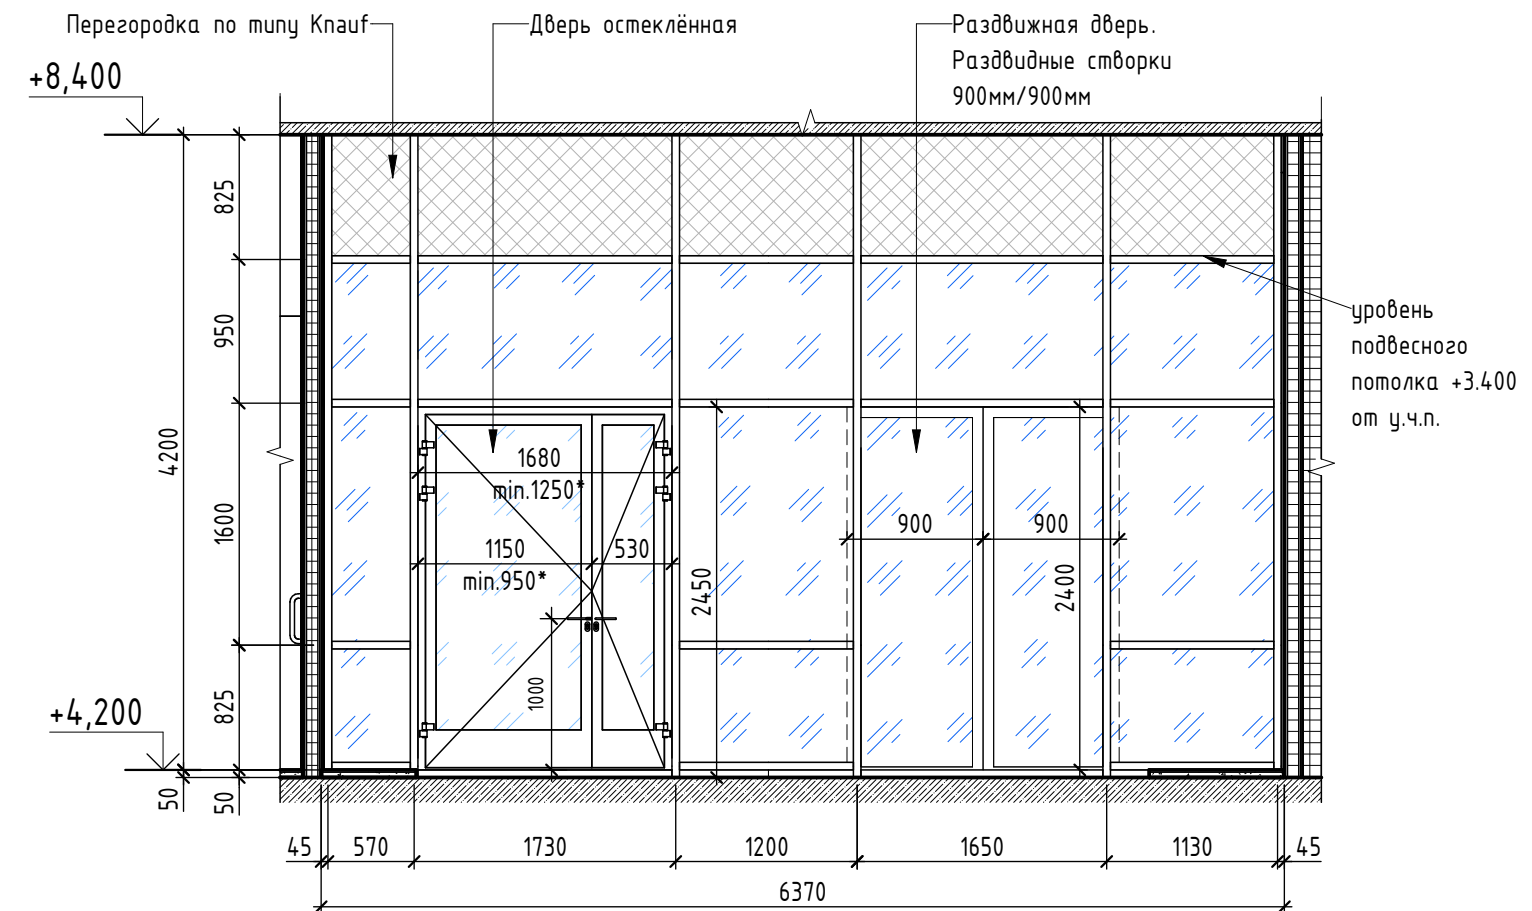 Перегородка по типу Knauf
Дверь остеклённая
Раздвижная дверь.
Раздвидные створки
900мм/900мм
+8,400
825
950
4200
1600
825
+4,200
50
50
уровень
подвесного
потолка +3.400
от у.ч.п.
1680
min.1250*
1150
530
min.950*
1000
2450
900
900
2400
45
570
1730
1200
1650
1130
45
6370